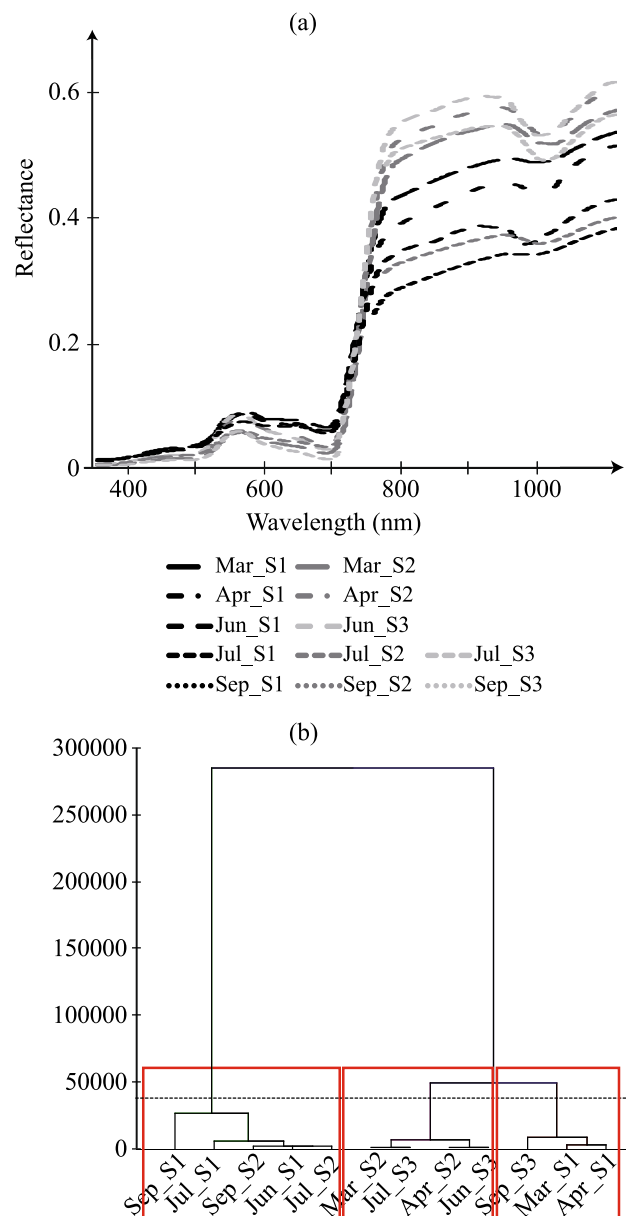 (a)
0.6
0.4
0.2
0
Reflectance
400 600 800 1000
Wavelength (nm)
Mar_S1 Mar_S2
Apr_S1 Apr_S2
Jun_S1 Jun_S3
Jul_S1 Jul_S2 Jul_S3
Sep_S1 Sep_S2 Sep_S3
(b)
300000
250000
200000
150000
100000
50000
0
Sep_S1 Jul_S1 Sep_S2 Jun_S1 Jul_S2 Mar_S2 Jul_S3 Apr_S2 Jun_S3 Sep_S3 Mar_S1 Apr_S1